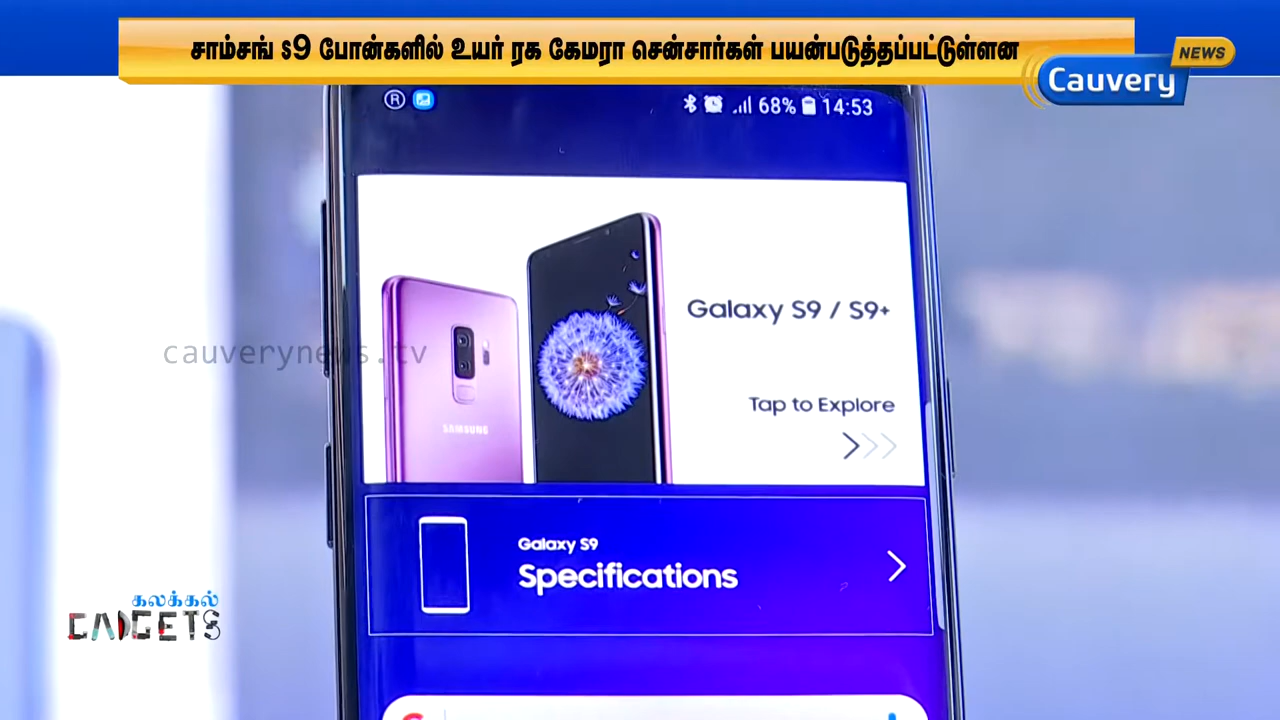 சாம்சங் s9 போன்களில் உயர் ரக கேமரா சென்சார்கள் பயன்படுத்தப்பட்டுள்ளன
NEWS
Cauvery
R
68% 14:53
Galaxy S9 / S9+
cauverynews.tv
Tap to Explore
SAMSUNG
Galaxy S9
Specifications
கலக்கல்
GADGETS
G